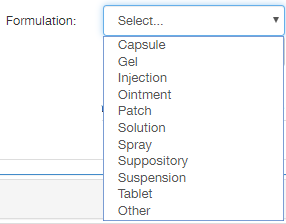 Formulation: Select...
Capsule
Gel
Injection
Ointment
Patch
Solution
Spray
Suppository
Suspension
Tablet
Other